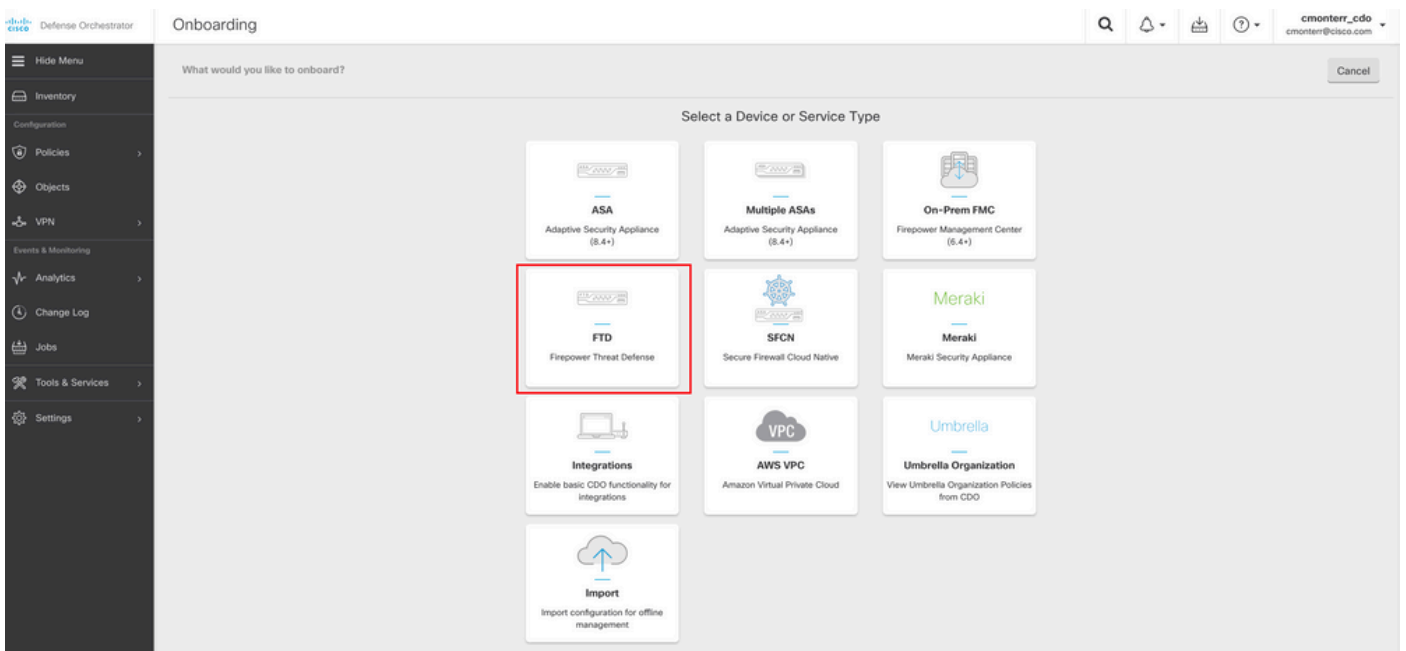 cisco Defense Orchestrator
Onboarding
cmonterr_cdo
cmonterr@cisco.com
Hide Menu
Inventory
Configuration
Policies
Objects
VPN
Events & Monitoring
Analytics
Change Log
Jobs
Tools & Services
Settings
What would you like to onboard?
Cancel
Select a Device or Service Type
ASA
Adaptive Security Appliance
(8.4+)
Multiple ASAs
Adaptive Security Appliance
(8.4+)
On-Prem FMC
Firepower Management Center
(6.4+)
FTD
Firepower Threat Defense
SFCN
Secure Firewall Cloud Native
Meraki
Meraki
Meraki Security Appliance
Integrations
Enable basic CDO functionality for
integrations
VPC
AWS VPC
Amazon Virtual Private Cloud
Umbrella
Umbrella Organization
View Umbrella Organization Policies
from CDO
Import
Import configuration for offline
management